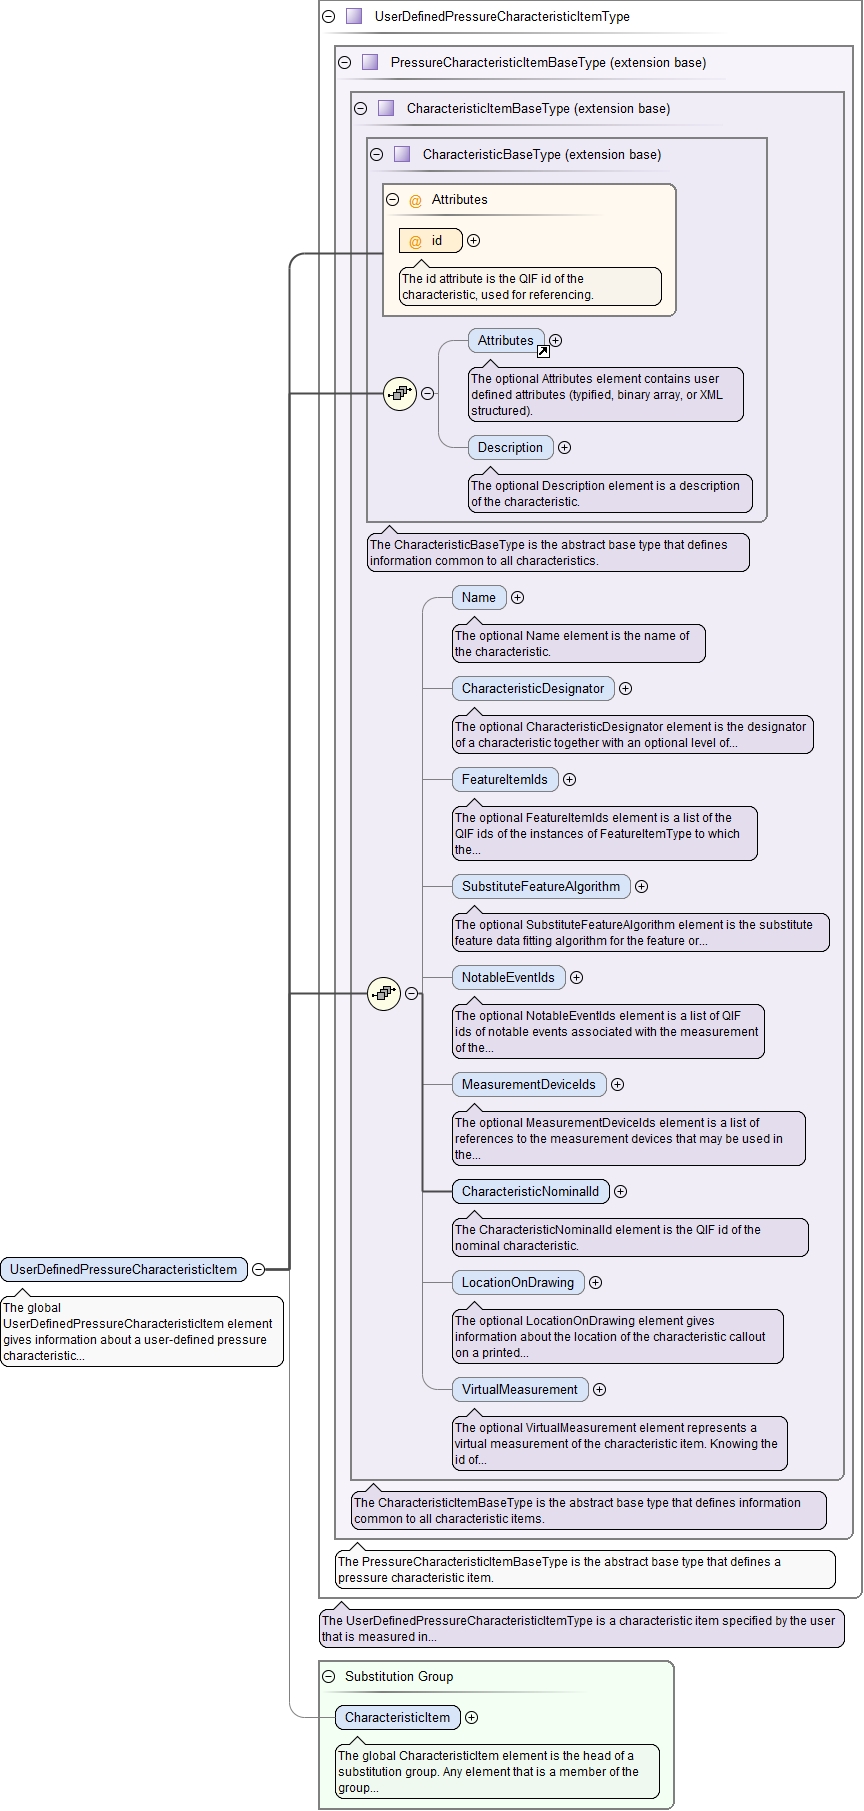 UserDefinedPressureCharacteristicItemType
PressureCharacteristicItemBaseType (extension base)
CharacteristicItemBaseType (extension base)
CharacteristicBaseType (extension base)
@ Attributes
@ id
The id attribute is the QIF id of the
characteristic, used for referencing.
Attributes
The optional Attributes element contains user
defined attributes (typified, binary array, or XML
structured).
Description
The optional Description element is a description
of the characteristic.
The CharacteristicBaseType is the abstract base type that defines
information common to all characteristics.
Name
The optional Name element is the name of
the characteristic.
CharacteristicDesignator
The optional CharacteristicDesignator element is the designator
of a characteristic together with an optional level of...
FeatureItemIds
The optional FeatureItemIds element is a list of the
QIF ids of the instances of FeatureItemType to which
the...
SubstituteFeatureAlgorithm
The optional SubstituteFeatureAlgorithm element is the substitute
feature data fitting algorithm for the feature or...
NotableEventIds
The optional NotableEventIds element is a list of QIF
ids of notable events associated with the measurement
of the...
MeasurementDeviceIds
The optional MeasurementDeviceIds element is a list of
references to the measurement devices that may be used in
the...
CharacteristicNominalId
The CharacteristicNominalId element is the QIF id of the
nominal characteristic.
UserDefinedPressureCharacteristicItem
The global
UserDefinedPressureCharacteristicItem element
gives information about a user-defined pressure
characteristic...
LocationOnDrawing
The optional LocationOnDrawing element gives
information about the location of the characteristic callout
on a printed...
VirtualMeasurement
The optional VirtualMeasurement element represents a
virtual measurement of the characteristic item. Knowing the
id of...
The CharacteristicItemBaseType is the abstract base type that defines information
common to all characteristic items.
The PressureCharacteristicItemBaseType is the abstract base type that defines a
pressure characteristic item.
The UserDefinedPressureCharacteristicItemType is a characteristic item specified by the user
that is measured in...
Substitution Group
CharacteristicItem
The global CharacteristicItem element is the head of a
substitution group. Any element that is a member of the
group...